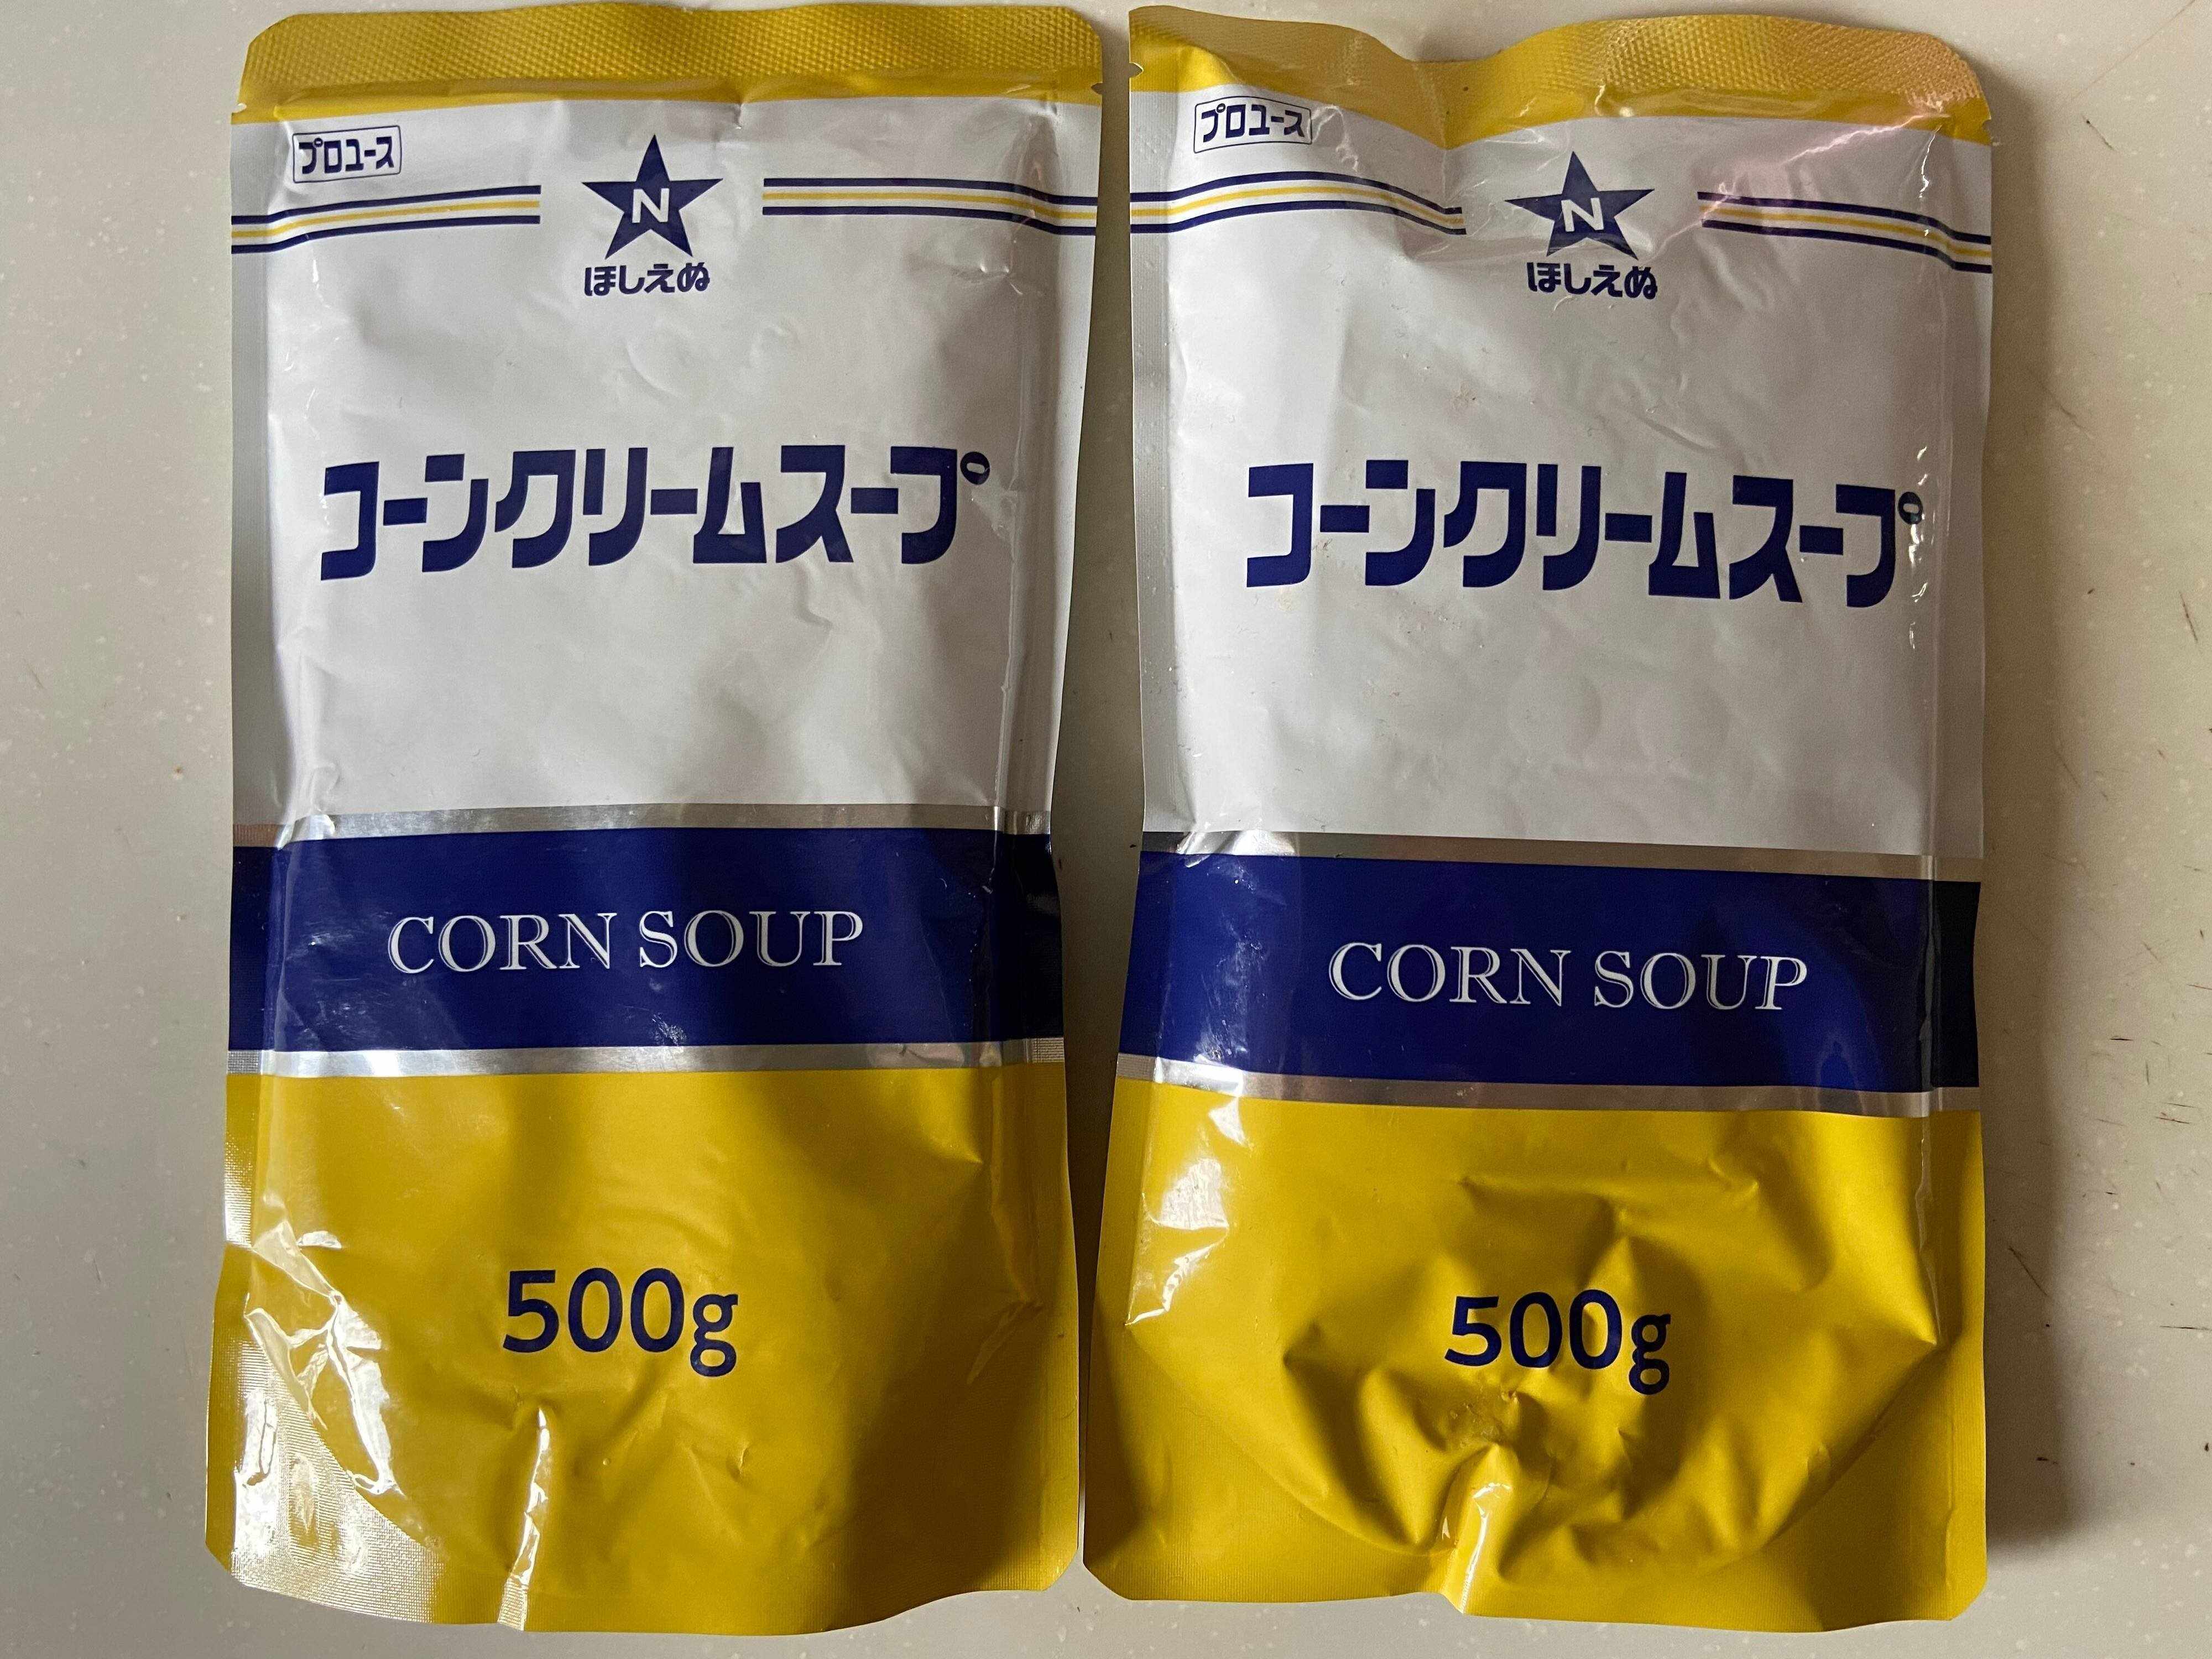 プロユース
N
ほしえぬ
コーンクリームスープ
CORN SOUP
500g
プロユース
N
ほしえぬ
コーンクリームスープ
CORN SOUP
500g